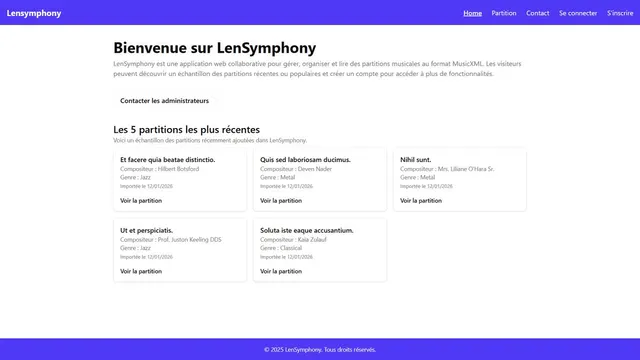 Lensymphony
Home Partition Contact Se connecter S'inscrire
Bienvenue sur LenSymphony
LenSymphony est une application web collaborative pour gérer, organiser et lire des partitions musicales au format MusicXML. Les visiteurs
peuvent découvrir un échantillon des partitions récentes ou populaires et créer un compte pour accéder à plus de fonctionnalités.
Contacter les administrateurs
Les 5 partitions les plus récentes
Voici un échantillon des partitions récemment ajoutées dans LenSymphony.
Et facere quia beatae distinctio.
Compositeur : Hilbert Botsford
Genre : Jazz
Importée le 12/01/2026
Voir la partition
Quis sed laboriosam ducimus.
Compositeur : Deven Nader
Genre : Metal
Importée le 12/01/2026
Voir la partition
Nihil sunt.
Compositeur : Mrs. Liliane O'Hara Sr.
Genre : Metal
Importée le 12/01/2026
Voir la partition
Ut et perspiciatis.
Compositeur : Prof. Juston Keeling DDS
Genre : Jazz
Importée le 12/01/2026
Voir la partition
Soluta iste eaque accusantium.
Compositeur : Kaia Zulauf
Genre : Classical
Importée le 12/01/2026
Voir la partition
© 2025 LenSymphony. Tous droits réservés.